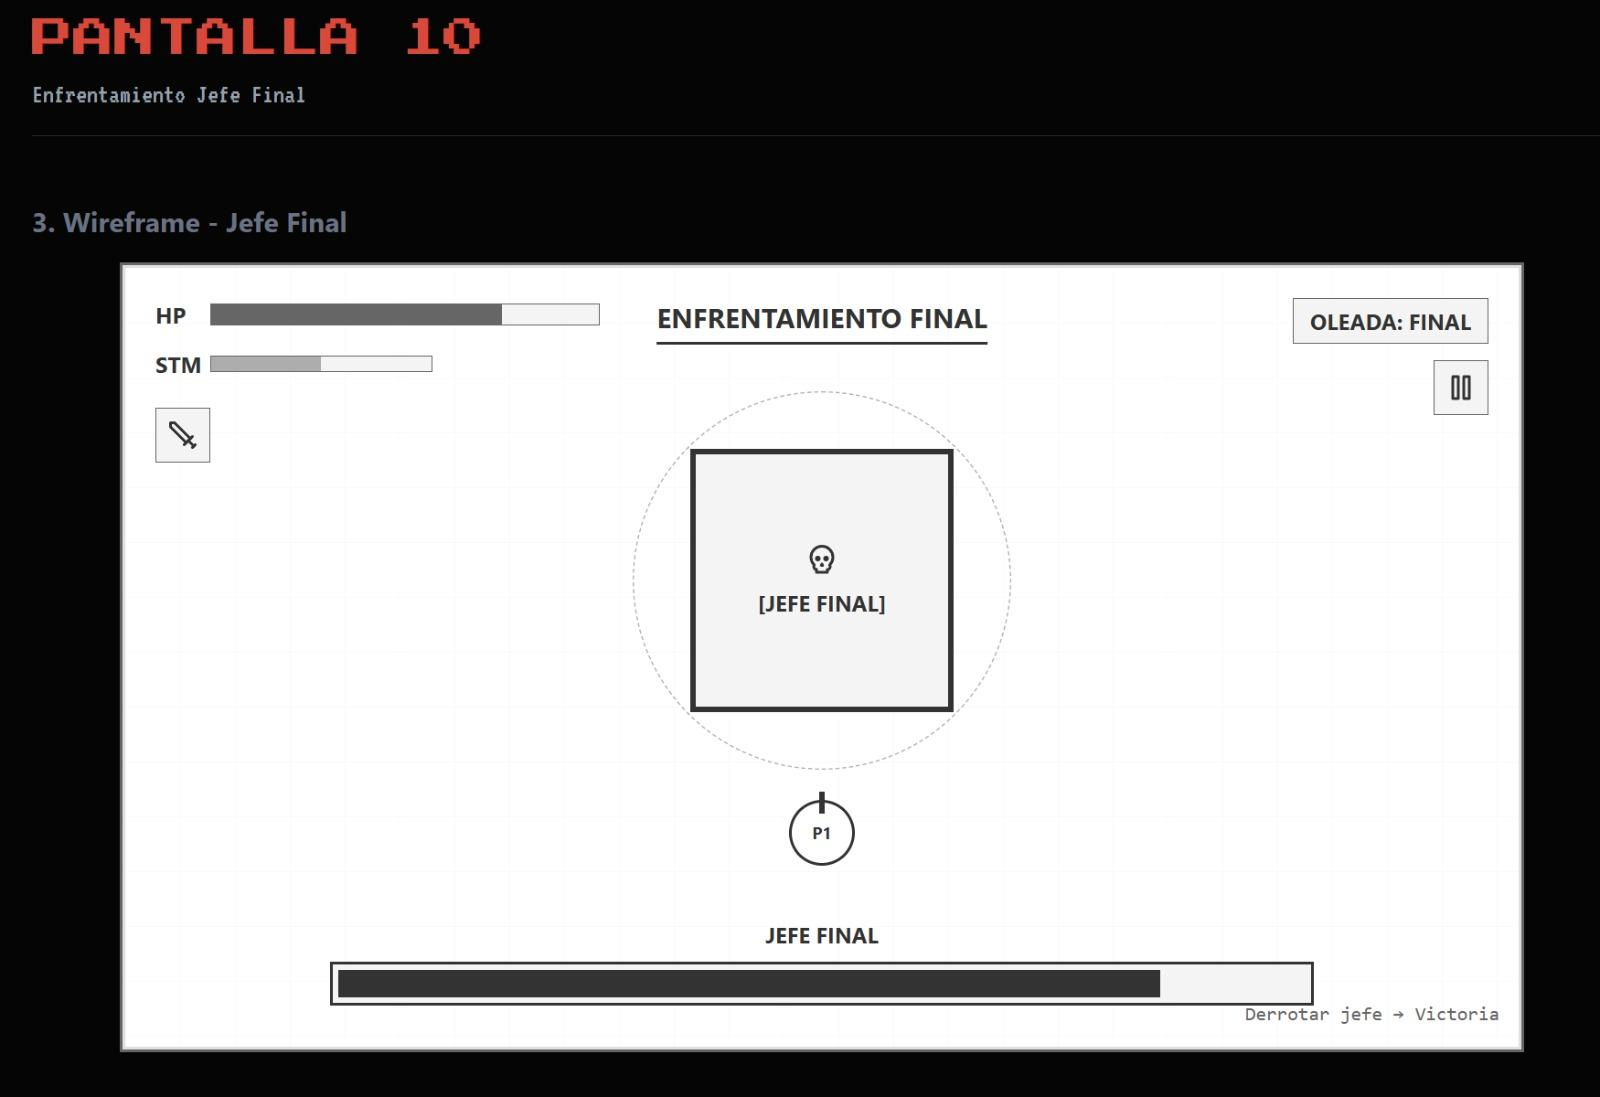 PANTALLA 10
Enfrentamiento Jefe Final
3. Wireframe - Jefe Final
HP
ENFRENTAMIENTO FINAL
OLEADA: FINAL
STM
[JEFE FINAL]
P1
JEFE FINAL
Derrotar jefe → Victoria